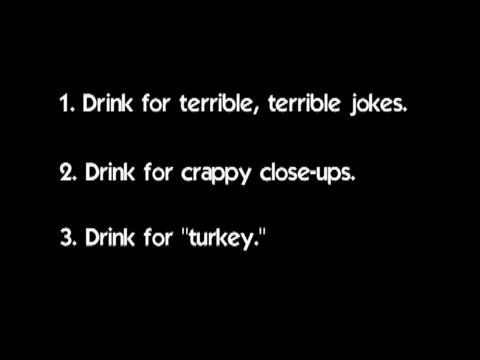 1. Drink for terrible, terrible jokes.
2. Drink for crappy close-ups.
3. Drink for "turkey."